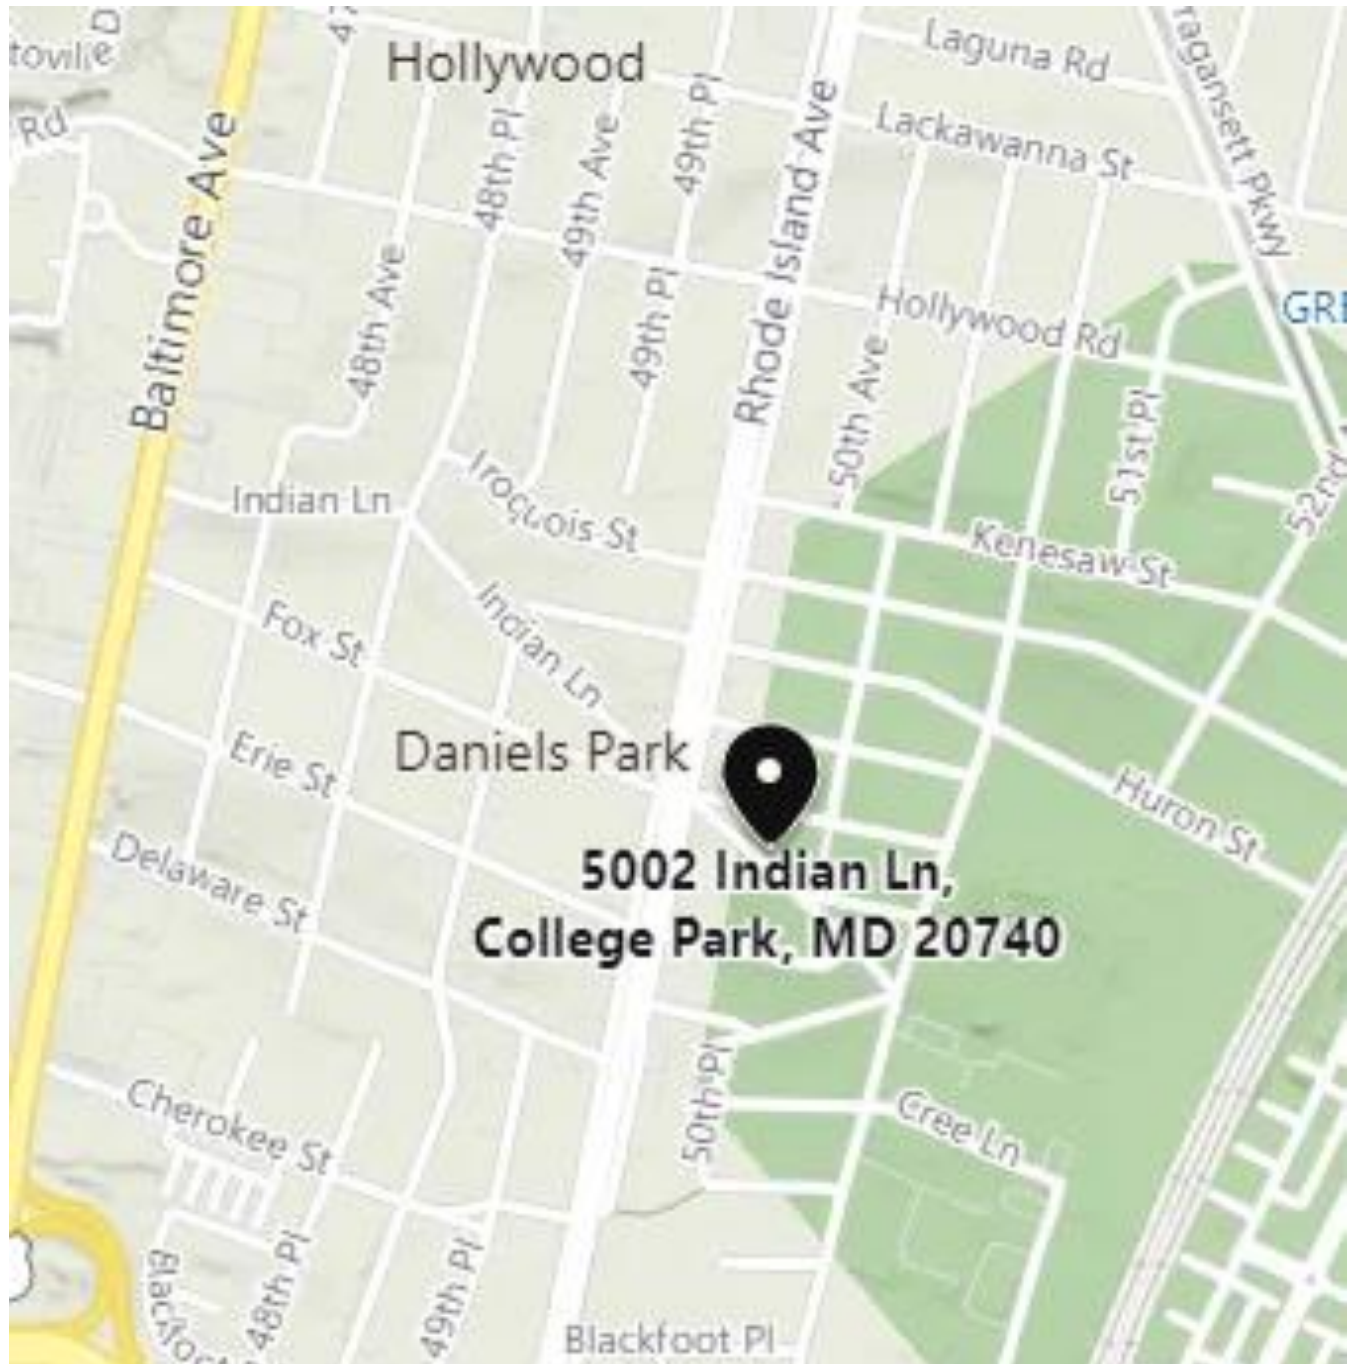 Hollywood
Laguna Rd
Lackawanna St
Rd
Baltimore Ave
48th Pl
49th Ave
49th Pl
Rhode Island Ave
48th Ave
49th Pl
Hollywood Rd
50th Ave
51st Pl
Indian Ln
Iroquois St
Kenesaw St
Indian Ln
Fox St
Daniels Park
Erie St
Huron St
Delaware St
5002 Indian Ln,
College Park, MD 20740
50th Pl
Cree Ln
Cherokee St
48th Pl
49th Pl
Blackfoot Pl